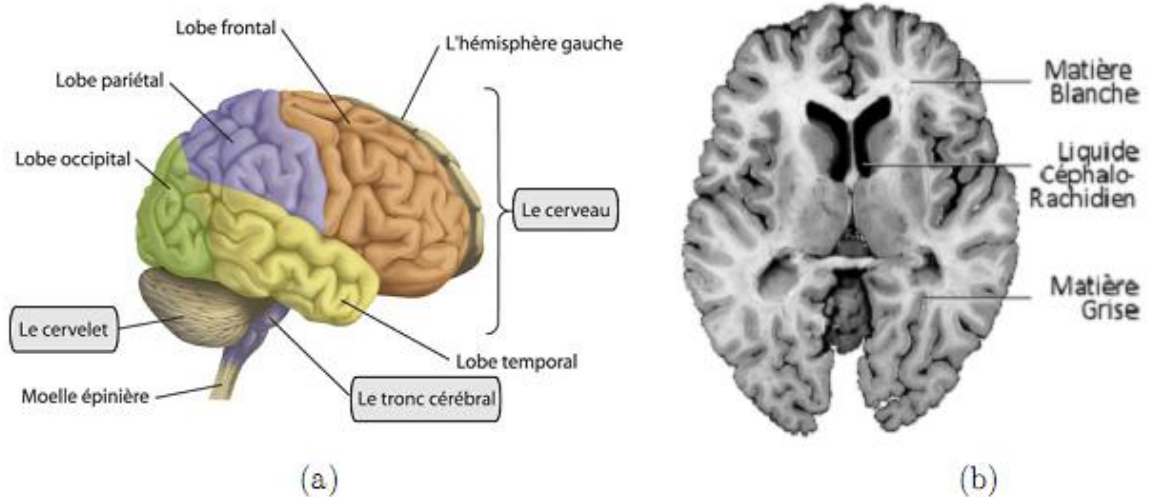 Lobe frontal
L'hémisphère gauche
Lobe pariétal
Lobe occipital
Le cerveau
Le cervelet
Lobe temporal
Moelle épinière
Le tronc cérébral
(a)
Matière
Blanche
Liquide
Céphalo-
Rachidien
Matière
Grise
(b)